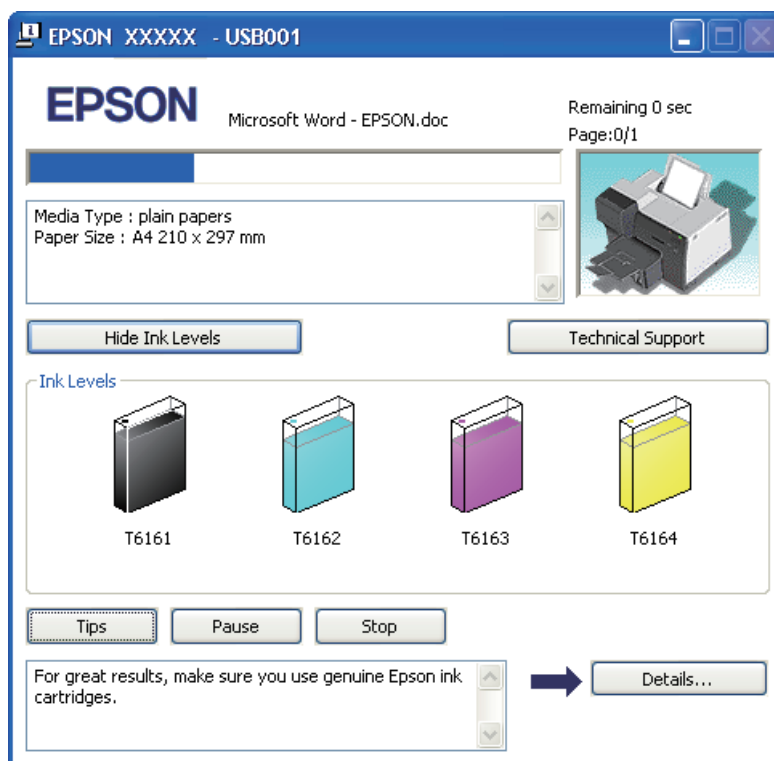 EPSON XXXXX - USB001
EPSON
Microsoft Word - EPSON.doc
Remaining 0 sec
Page:0/1
Media Type : plain papers
Paper Size : A4 210 x 297 mm
Hide Ink Levels
Technical Support
Ink Levels
T6161
T6162
T6163
T6164
Tips
Pause
Stop
For great results, make sure you use genuine Epson ink
cartridges.
Details...